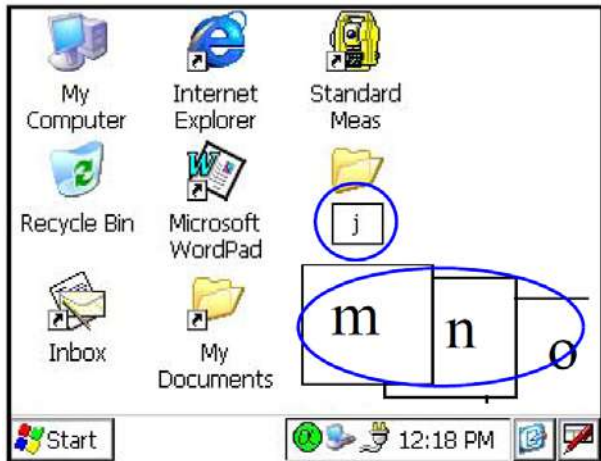 My Computer
Internet Explorer
Standard Meas
Recycle Bin
Microsoft WordPad
j
m n o
Inbox
My Documents
Start
12:18 PM